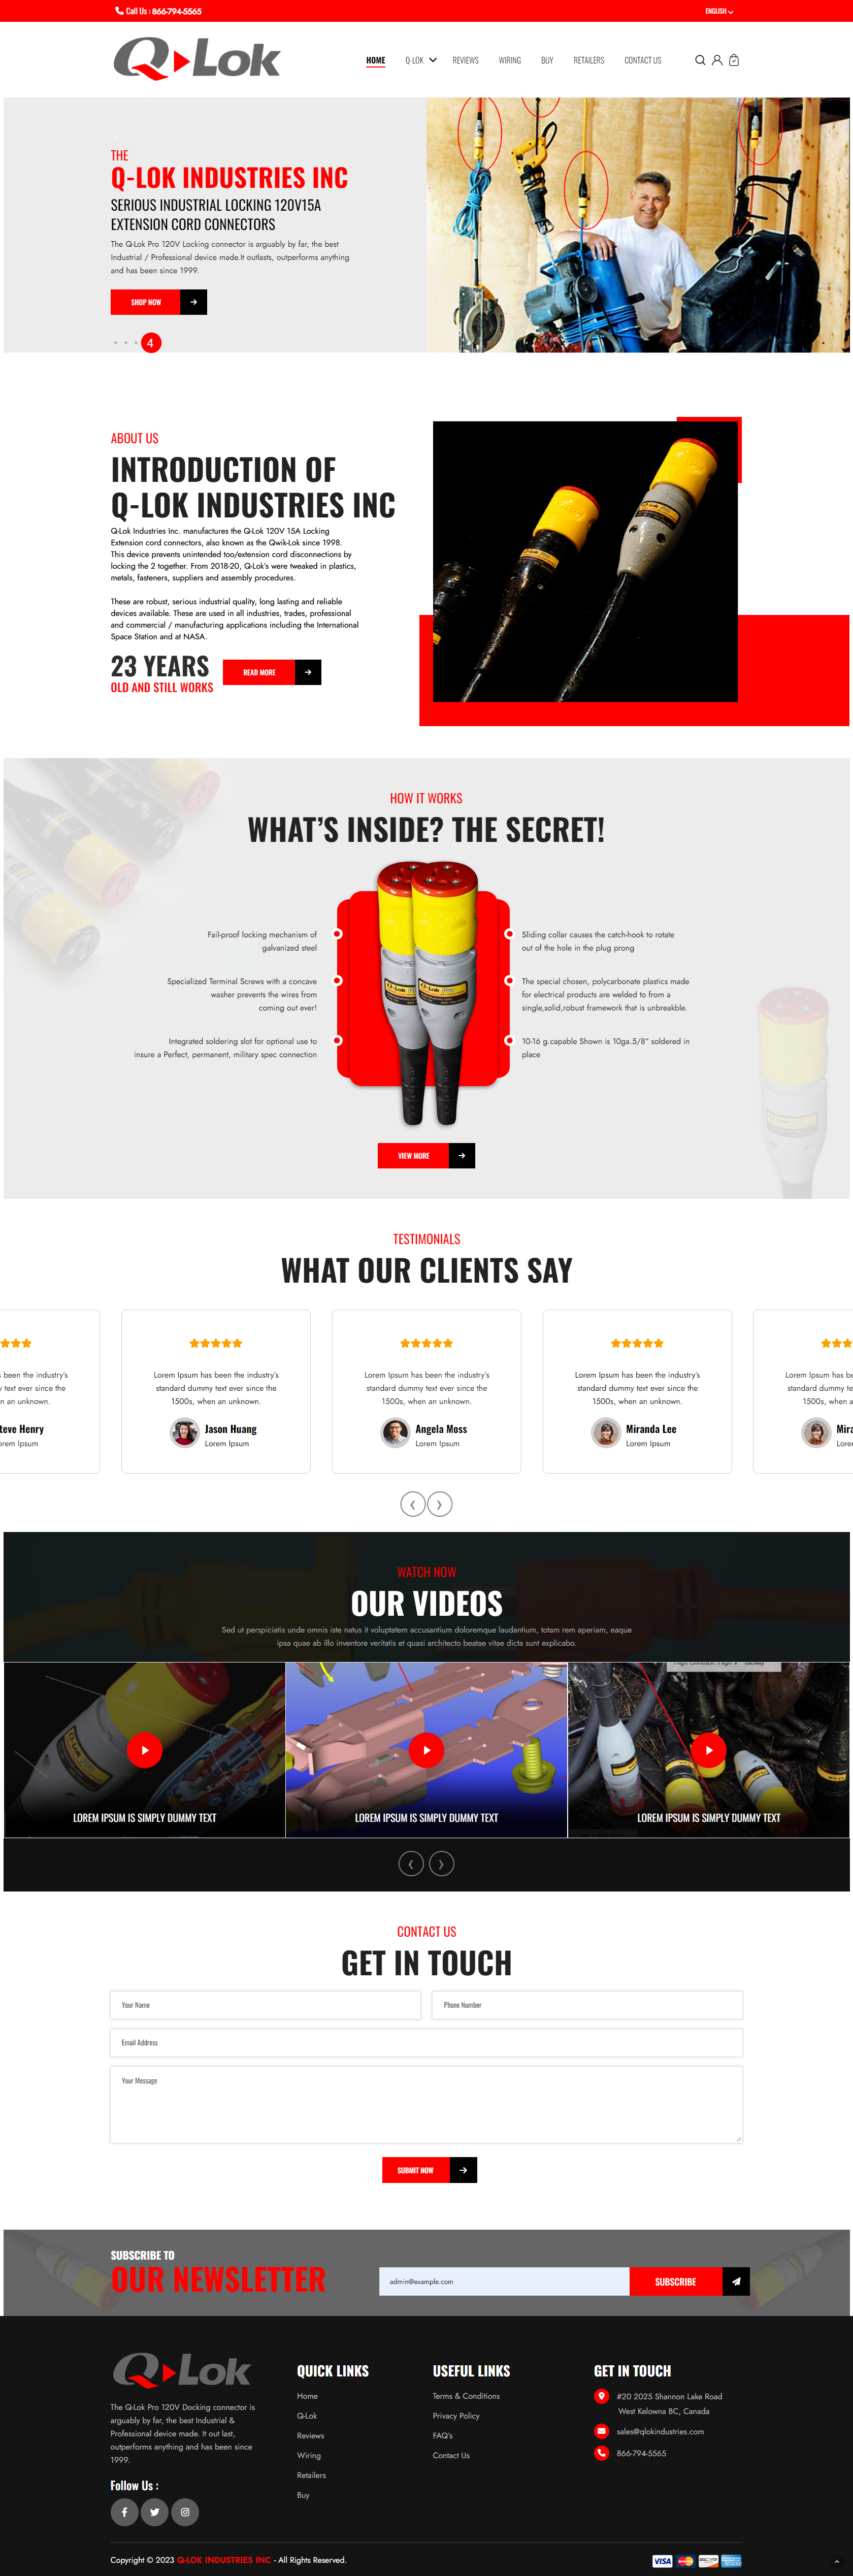 Call Us : 866-794-5565
ENGLISH
Q Lok
HOME
Q-LOK
REVIEWS
WIRING
BUY
RETAILERS
CONTACT US
THE
Q-LOK INDUSTRIES INC
SERIOUS INDUSTRIAL LOCKING 120V15A
EXTENSION CORD CONNECTORS
The Q-Lok Pro 120V Locking connector is arguably by far, the best
Industrial / Professional device made.It outlasts, outperforms anything
and has been since 1999.
SHOP NOW
4
ABOUT US
INTRODUCTION OF
Q-LOK INDUSTRIES INC
Q-Lok Industries Inc. manufactures the Q-Lok 120V 15A Locking
Extension cord connectors, also known as the Qwik-Lok since 1998.
This device prevents unintended too/extension cord disconnections by
locking the 2 together. From 2018-20, Q-Lok's were tweaked in plastics,
metals, fasteners, suppliers and assembly procedures.
These are robust, serious industrial quality, long lasting and reliable
devices available. These are used in all industries, trades, professional
and commercial / manufacturing applications including the International
Space Station and at NASA.
23 YEARS
OLD AND STILL WORKS
READ MORE
HOW IT WORKS
WHAT'S INSIDE? THE SECRET!
Fail-proof locking mechanism of
galvanized steel
Specialized Terminal Screws with a concave
washer prevents the wires from
coming out ever!
Integrated soldering slot for optional use to
insure a Perfect, permanent, military spec connection
Q-Lok PRO
Q-Lok PRO
Sliding collar causes the catch-hook to rotate
out of the hole in the plug prong
The special chosen, polycarbonate plastics made
for electrical products are welded to from a
single,solid,robust framework that is unbreakble.
10-16 g.capable Shown is 10ga.5/8" soldered in
place
VIEW MORE
TESTIMONIALS
WHAT OUR CLIENTS SAY
been the industry's
text ever since the
n an unknown.
teve Henry
orem Ipsum
Lorem Ipsum has been the industry's
standard dummy text ever since the
1500s, when an unknown.
Jason Huang
Lorem Ipsum
Lorem Ipsum has been the industry's
standard dummy text ever since the
1500s, when an unknown.
Angela Moss
Lorem Ipsum
Lorem Ipsum has been the industry's
standard dummy text ever since the
1500s, when an unknown.
Miranda Lee
Lorem Ipsum
Lorem Ipsum has be
standard dummy te
1500s, when a
Mira
Lore
WATCH NOW
OUR VIDEOS
Sed ut perspiciatis unde omnis iste natus it voluptatem accusantium doloremque laudantium, totam rem aperiam, eaque
ipsa quae ab illo inventore veritatis et quasi architecto beatae vitae dicta sunt explicabo.
LOREM IPSUM IS SIMPLY DUMMY TEXT
LOREM IPSUM IS SIMPLY DUMMY TEXT
LOREM IPSUM IS SIMPLY DUMMY TEXT
CONTACT US
GET IN TOUCH
Your Name
Phone Number
Email Address
Your Message
SUBMIT NOW
SUBSCRIBE TO
OUR NEWSLETTER
admin@example.com
SUBSCRIBE
Q Lok
The Q-Lok Pro 120V Docking connector is
arguably by far, the best Industrial &
Professional device made. It out last,
outperforms anything and has been since
1999.
Follow Us :
QUICK LINKS
Home
Q-Lok
Reviews
Wiring
Retailers
Buy
USEFUL LINKS
Terms & Conditions
Privacy Policy
FAQ's
Contact Us
GET IN TOUCH
#20 2025 Shannon Lake Road
West Kelowna BC, Canada
sales@qlokindustries.com
866-794-5565
Copyright © 2023 Q-LOK INDUSTRIES INC - All Rights Reserved.
VISA
MasterCard
DISCOVER